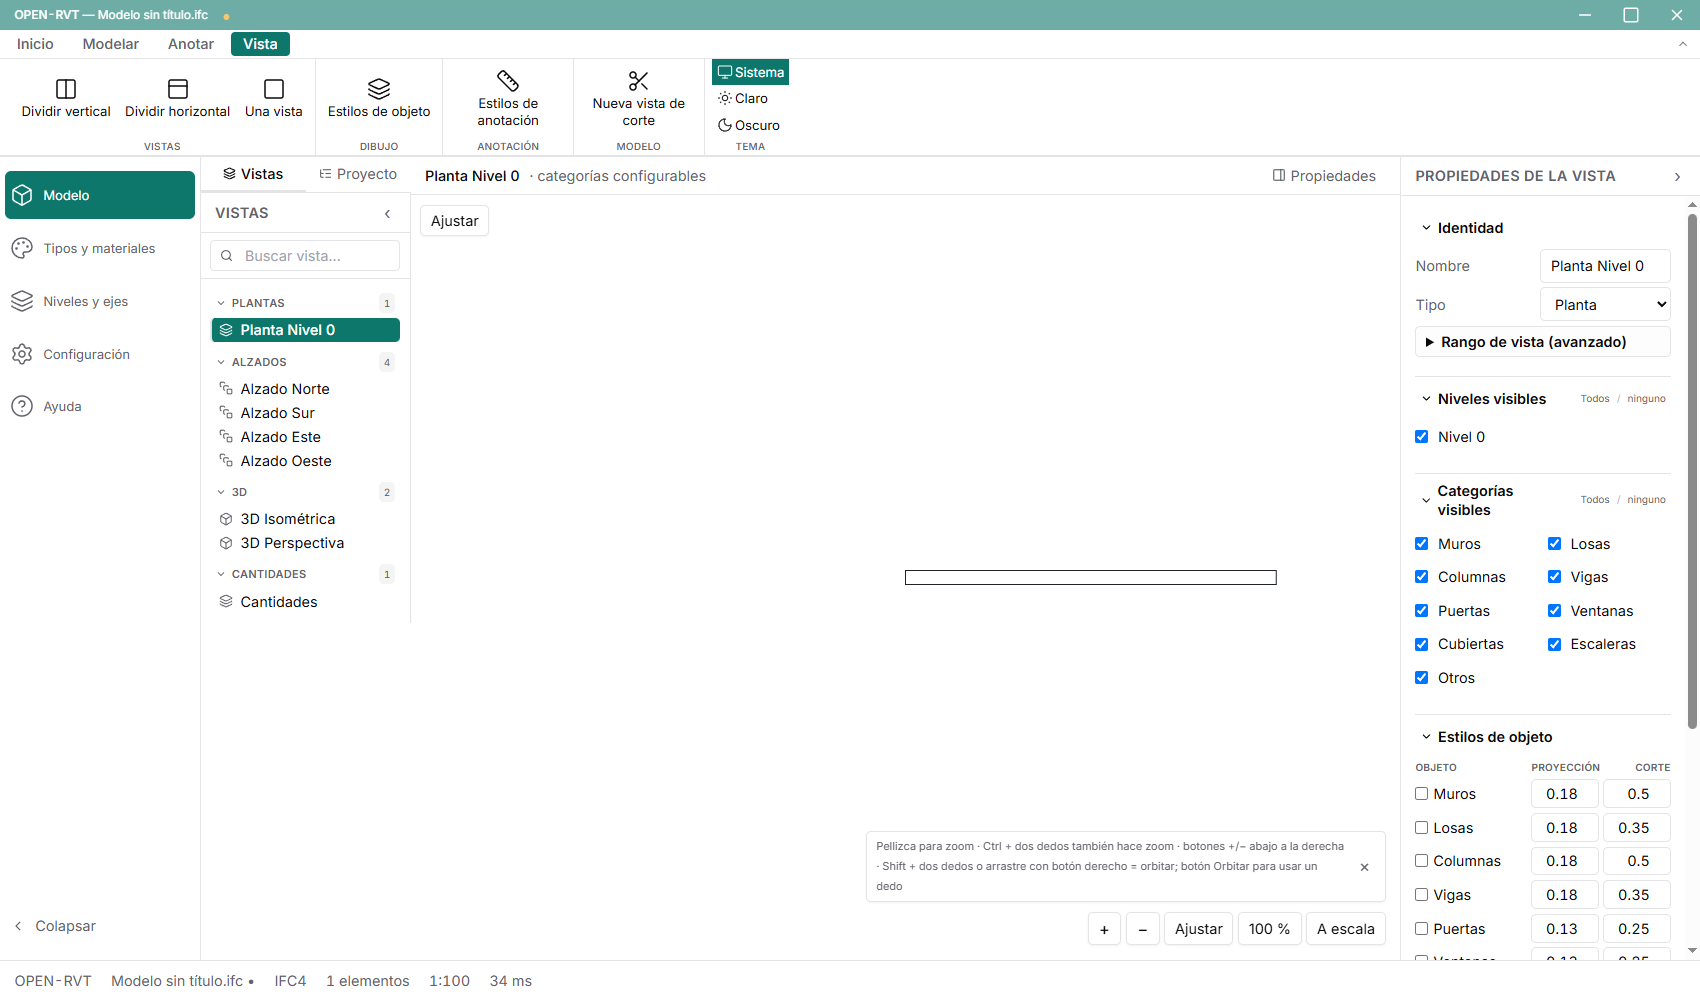 OPEN-RVT — Modelo sin título.ifc
Inicio
Modelar
Anotar
Vista
Dividir vertical
Dividir horizontal
Una vista
VISTAS
Estilos de objeto
DIBUJO
Estilos de
anotación
ANOTACIÓN
Nueva vista de
corte
MODELO
Sistema
Claro
Oscuro
TEMA
Modelo
Tipos y materiales
Niveles y ejes
Configuración
Ayuda
Colapsar
Vistas
Proyecto
VISTAS
Buscar vista...
PLANTAS 1
Planta Nivel 0
ALZADOS 4
Alzado Norte
Alzado Sur
Alzado Este
Alzado Oeste
3D 2
3D Isométrica
3D Perspectiva
CANTIDADES 1
Cantidades
Planta Nivel 0 · categorías configurables
Propiedades
Ajustar
Pellizca para zoom · Ctrl + dos dedos también hace zoom · botones +/− abajo a la derecha
· Shift + dos dedos o arrastre con botón derecho = orbitar; botón Orbitar para usar un
dedo
+
−
Ajustar
100 %
A escala
PROPIEDADES DE LA VISTA
Identidad
Nombre Planta Nivel 0
Tipo Planta
Rango de vista (avanzado)
Niveles visibles Todos / ninguno
Nivel 0
Categorías
visibles
Todos / ninguno
Muros Losas
Columnas Vigas
Puertas Ventanas
Cubiertas Escaleras
Otros
Estilos de objeto
OBJETO PROYECCIÓN CORTE
Muros 0.18 0.5
Losas 0.18 0.35
Columnas 0.18 0.5
Vigas 0.18 0.35
Puertas 0.13 0.25
Ventanas 0.13 0.25
OPEN-RVT Modelo sin título.ifc • IFC4 1 elementos 1:100 34 ms